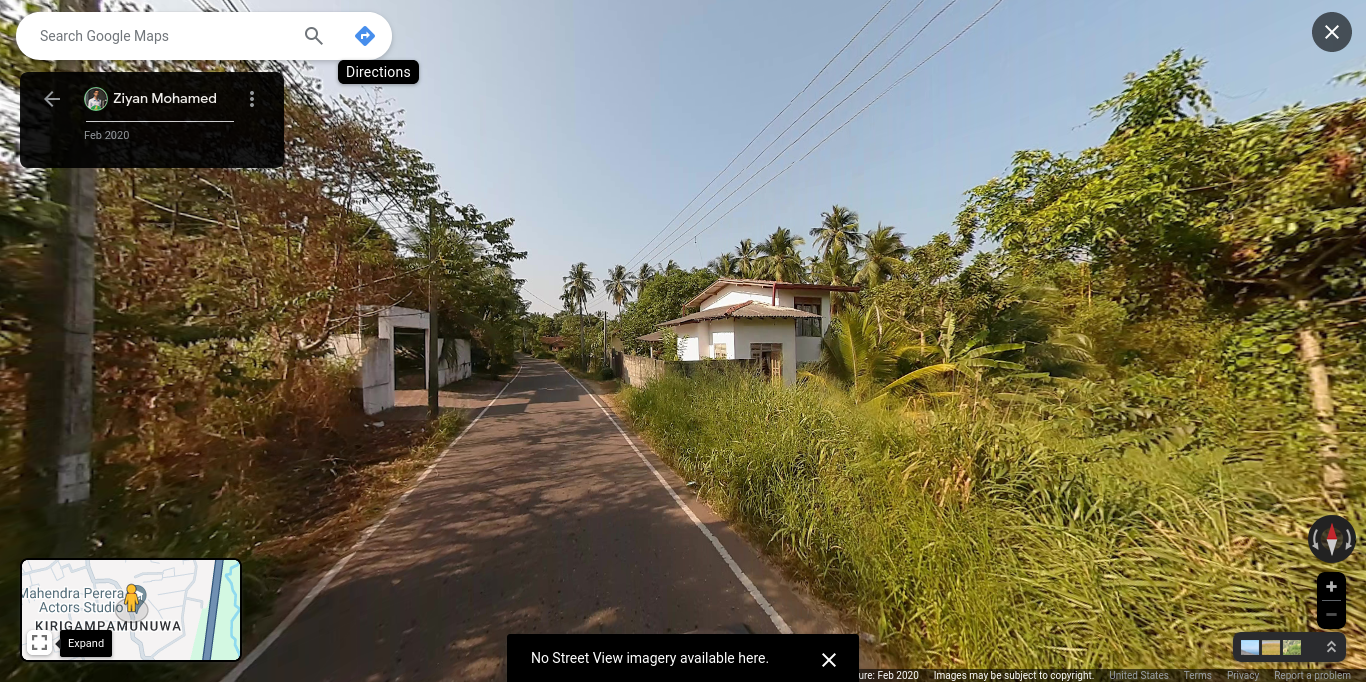 Search Google Maps
Directions
Ziyan Mohamed
Feb 2020
Mahendra Perera
Actors Studio
KIRIGAMPAMUNUWA
Expand
No Street View imagery available here.
ure: Feb 2020 Images may be subject to copyright. United States Terms Privacy Report a problem